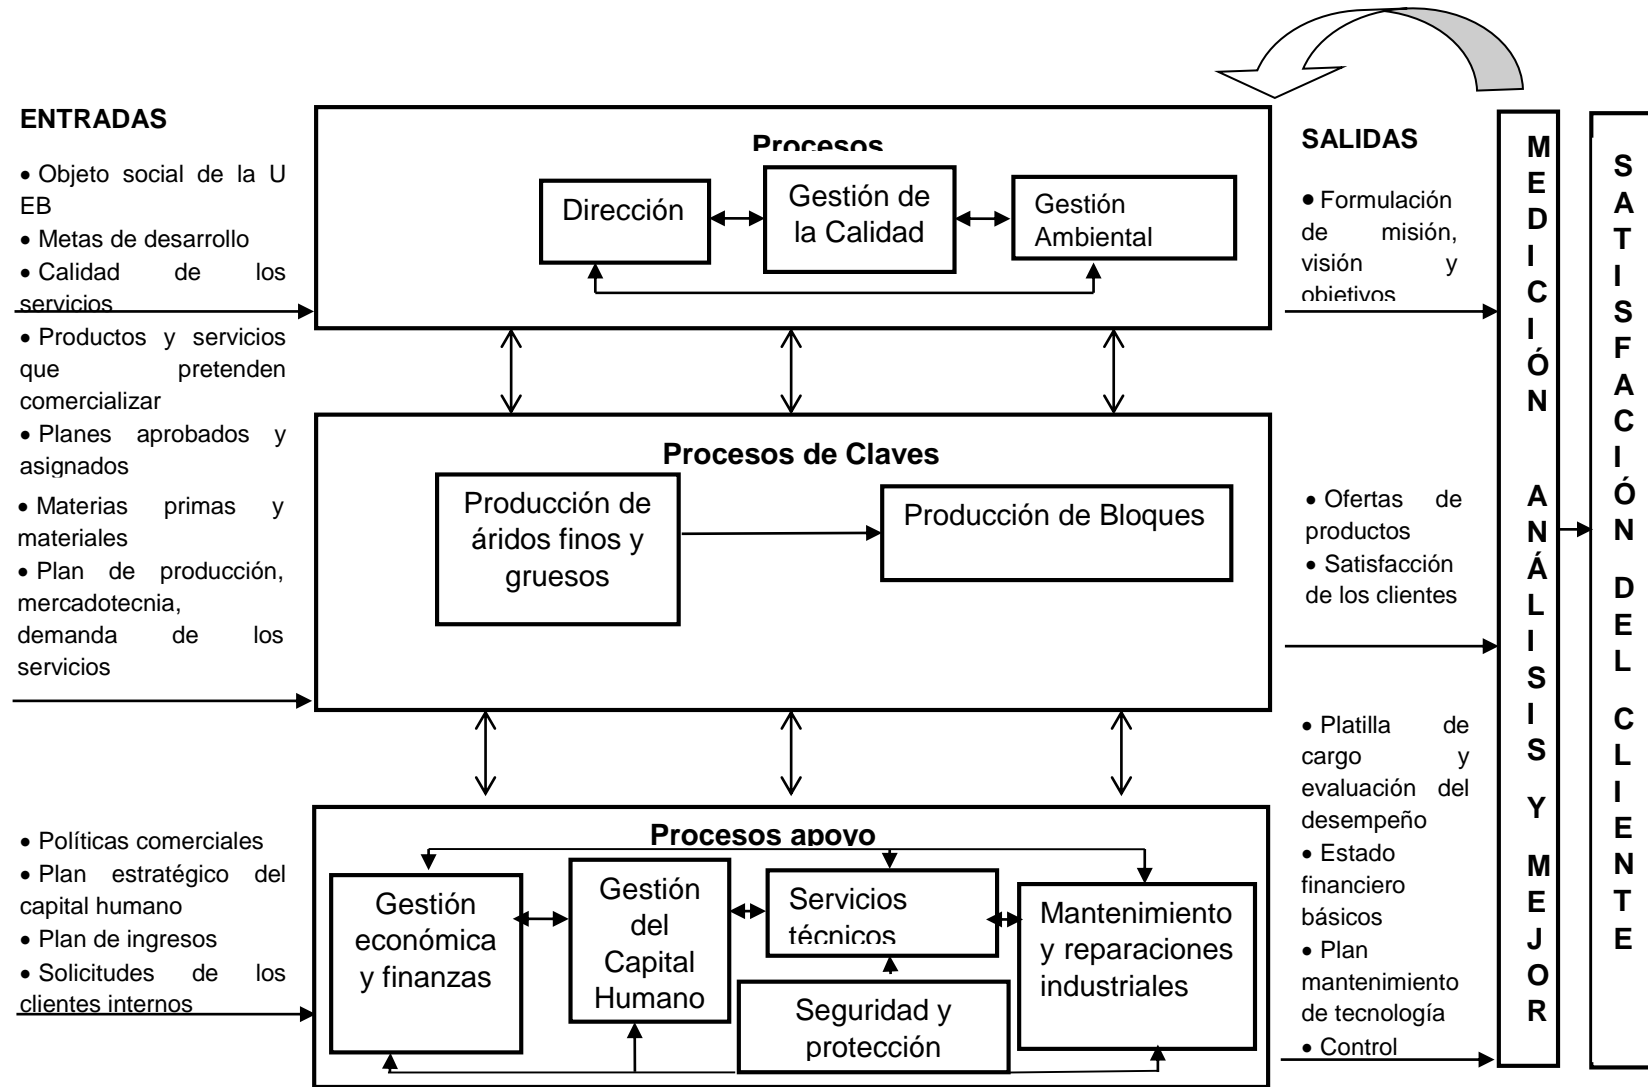 ENTRADAS
• Objeto social de la U
EB
• Metas de desarrollo
• Calidad de los
servicios
• Productos y servicios
que pretenden
comercializar
• Planes aprobados y
asignados
• Materias primas y
materiales
• Plan de producción,
mercadotecnia,
demanda de los
servicios
• Políticas comerciales
• Plan estratégico del
capital humano
• Plan de ingresos
• Solicitudes de los
clientes internos
Procesos
Dirección
Gestión de
la Calidad
Gestión
Ambiental
Procesos de Claves
Producción de
áridos finos y
gruesos
Producción de Bloques
Procesos apoyo
Gestión
económica
y finanzas
Gestión
del
Capital
Humano
Servicios
técnicos
Mantenimiento
y reparaciones
industriales
Seguridad y
protección
SALIDAS
• Formulación
de misión,
visión y
objetivos
• Ofertas de
productos
• Satisfacción
de los clientes
• Platilla de
cargo y
evaluación del
desempeño
• Estado
financiero
básicos
• Plan
mantenimiento
de tecnología
• Control
MEDICIÓN ANÁLISIS Y MEJOR
SATISFACIÓN DEL CLIENTE